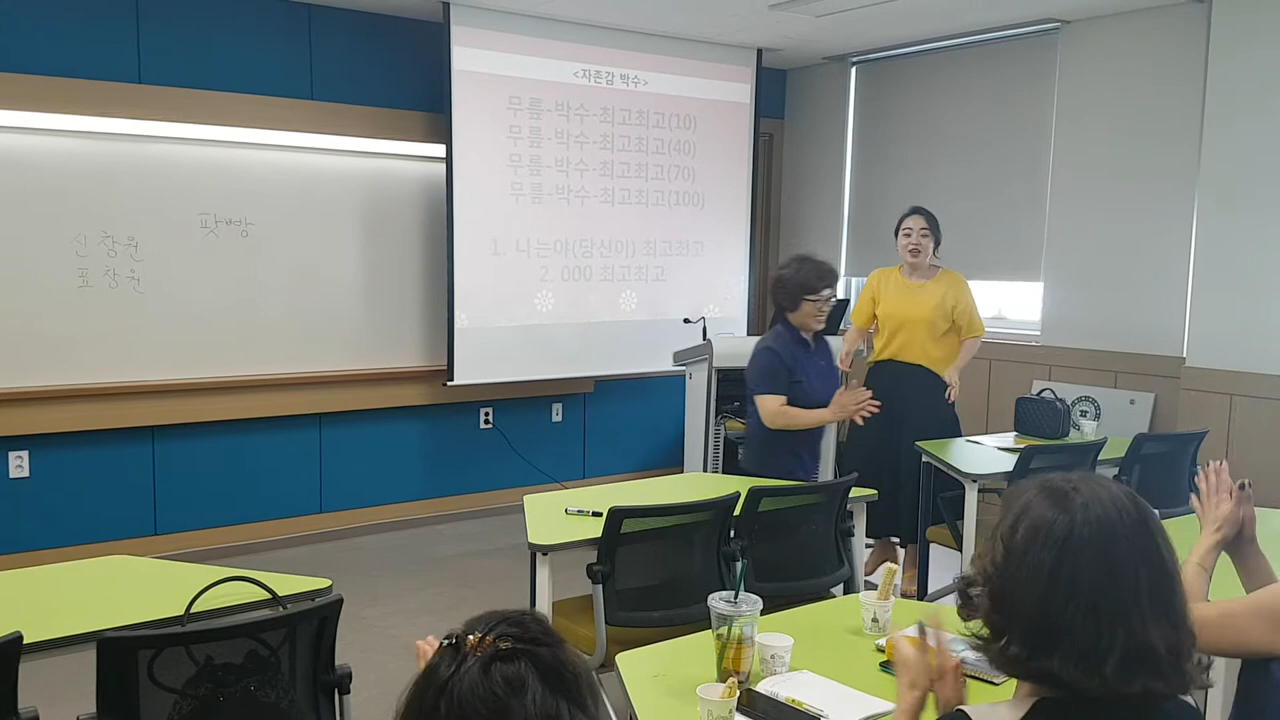 <자존감 박수>
무릎-박수-최고최고(10)
무릎-박수-최고최고(40)
무릎-박수-최고최고(70)
무릎-박수-최고최고(100)
1. 나는야(당신이) 최고최고
2. 000 최고최고
팟빵
신창원
표창원